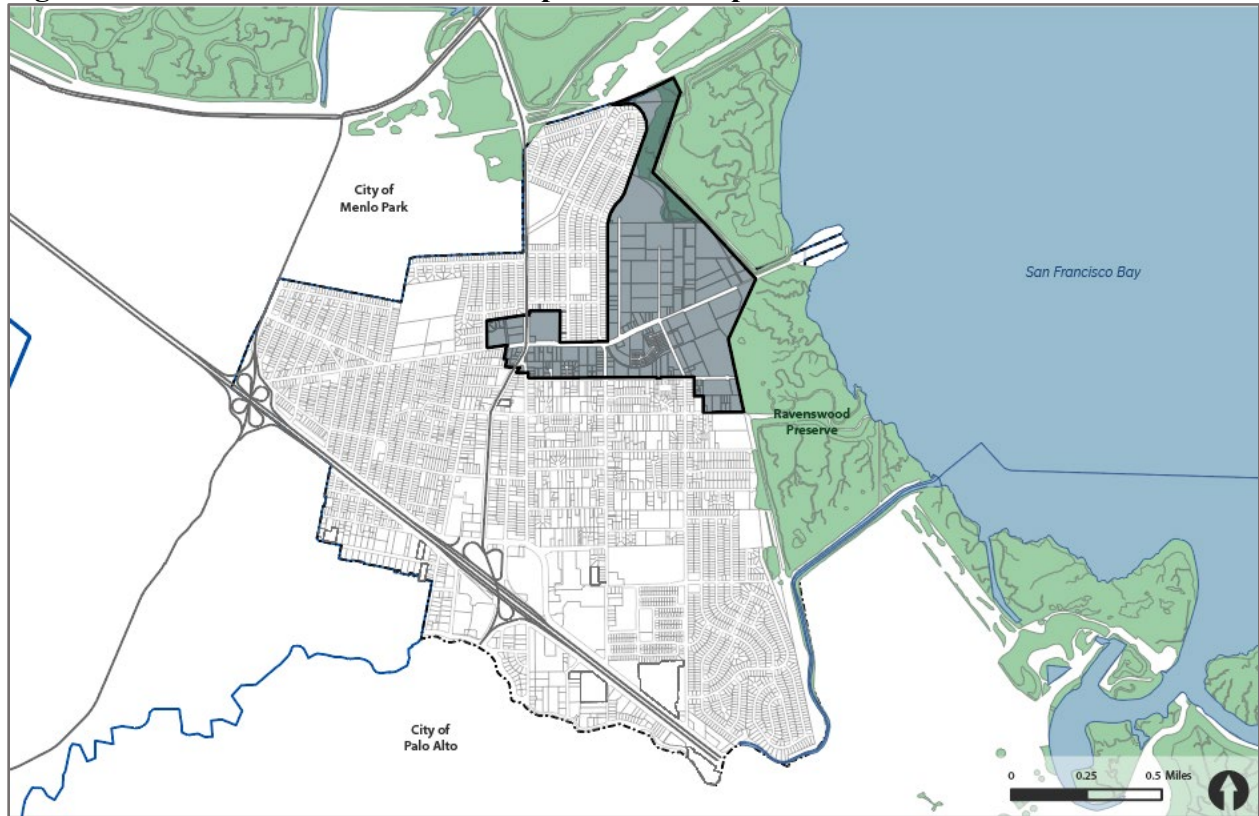 City of
Menlo Park
San Francisco Bay
Ravenswood
Preserve
City of
Palo Alto
0 0.25 0.5 Miles